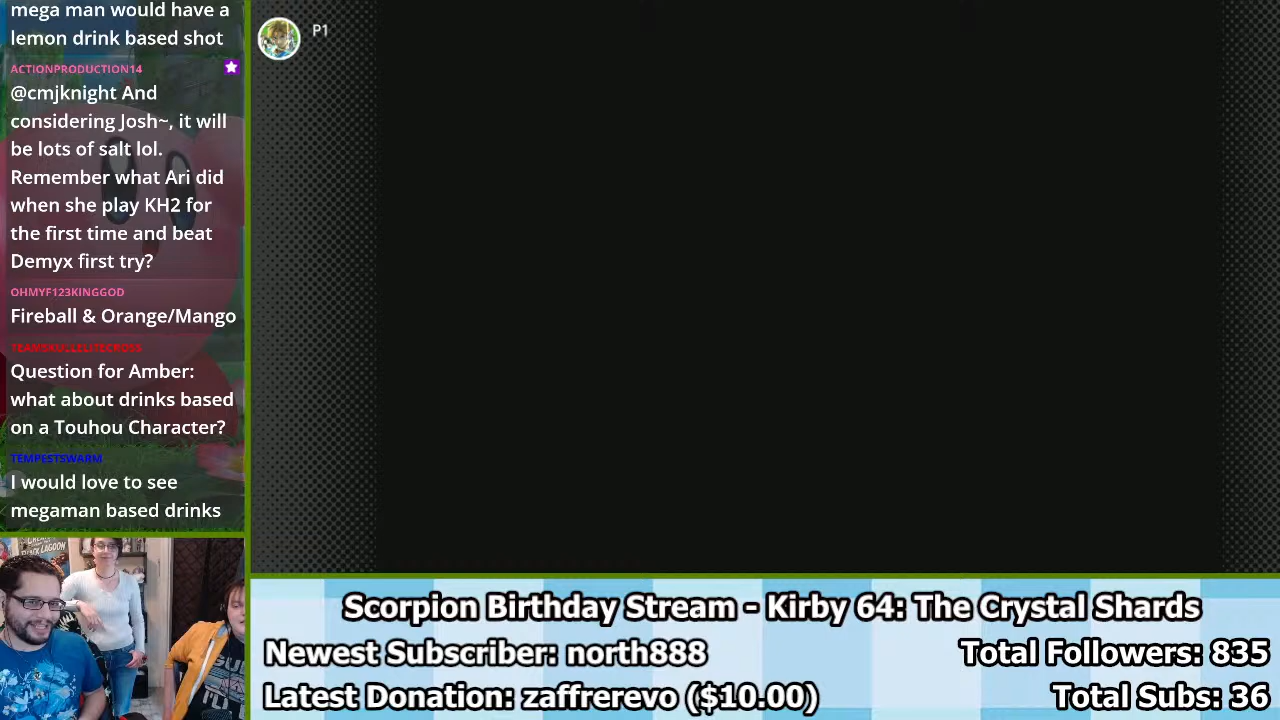 mega man would have a
lemon drink based shot
ACTIONPRODUCTION14
@cmjknight And
considering Josh~, it will
be lots of salt lol.
Remember what Ari did
when she play KH2 for
the first time and beat
Demyx first try?
OHMYF123KINGGOD
Fireball & Orange/Mango
TEAMSKULLELITECROSS
Question for Amber:
what about drinks based
on a Touhou Character?
TEMPESTSWARM
I would love to see
megaman based drinks
P1
BLACK LAGOON
Scorpion Birthday Stream - Kirby 64: The Crystal Shards
Newest Subscriber: north888
Total Followers: 835
Latest Donation: zaffrerevo ($10.00)
Total Subs: 36